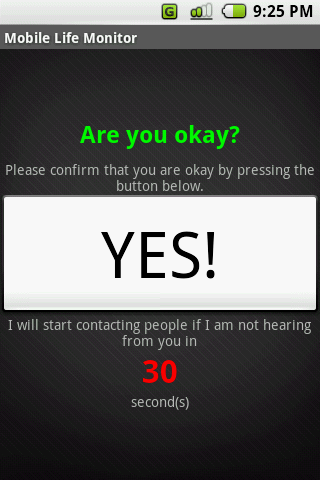 G 9:25 PM
Mobile Life Monitor
Are you okay?
Please confirm that you are okay by pressing the
button below.
YES!
I will start contacting people if I am not hearing
from you in
30
second(s)